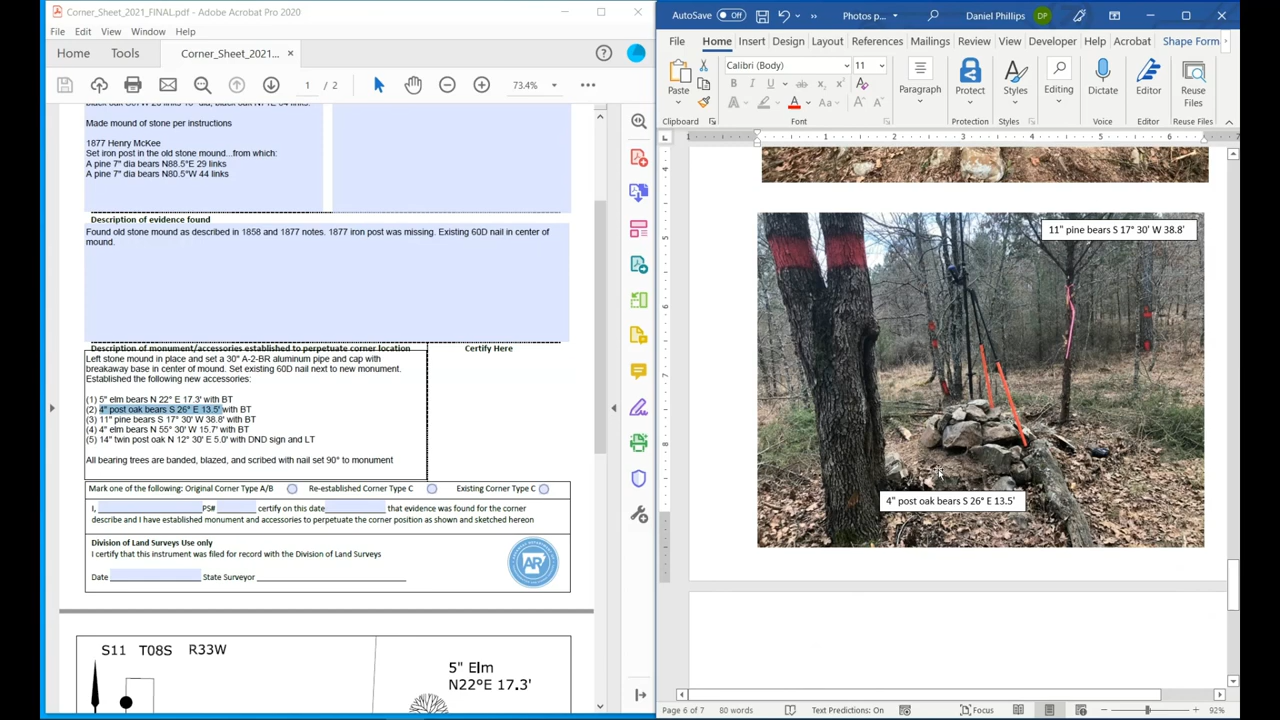 Corner_Sheet_2021_FINAL.pdf - Adobe Acrobat Pro 2020
File Edit View Window Help
Home Tools Corner_Sheet_2021... ×
/ 2 73.4%
Made mound of stone per instructions
1877 Henry McKee
Set iron post in the old stone mound...from which:
A pine 7" dia bears N88.5°E 29 links
A pine 7" dia bears N80.5°W 44 links
Description of evidence found
Found old stone mound as described in 1858 and 1877 notes. 1877 iron post was missing. Existing 60D nail in center of
mound.
Description of monument/accessories established to perpetuate corner location
Certify Here
Left stone mound in place and set a 30" A-2-BR aluminum pipe and cap with
breakaway base in center of mound. Set existing 60D nail next to new monument.
Established the following new accessories:
(1) 5" elm bears N 22° E 17.3' with BT
(2) 4" post oak bears S 26° E 13.5' with BT
(3) 11" pine bears S 17° 30' W 38.8' with BT
(4) 4" elm bears N 55° 30' W 15.7' with BT
(5) 14" twin post oak N 12° 30' E 5.0' with DND sign and LT
All bearing trees are banded, blazed, and scribed with nail set 90° to monument
Mark one of the following: Original Corner Type A/B Re-established Corner Type C Existing Corner Type C
I, PS# certify on this date that evidence was found for the corner
describe and I have established monument and accessories to perpetuate the corner position as shown and sketched hereon
Division of Land Surveys Use only
I certify that this instrument was filed for record with the Division of Land Surveys
Date State Surveyor
AR
S11 T08S R33W
5" Elm
N22°E 17.3'
AutoSave Off Photos p... Daniel Phillips DP
File Home Insert Design Layout References Mailings Review View Developer Help Acrobat Shape Form
Calibri (Body) 11
Paste Paragraph Protect Styles Editing Dictate Editor Reuse Files
Clipboard Font Protection Styles Voice Editor Reuse Files
1 2 3 4 5 6 7
4 5 6 7 8 9
11" pine bears S 17° 30' W 38.8'
4" post oak bears S 26° E 13.5'
Page 6 of 7 80 words Text Predictions: On Focus 92%